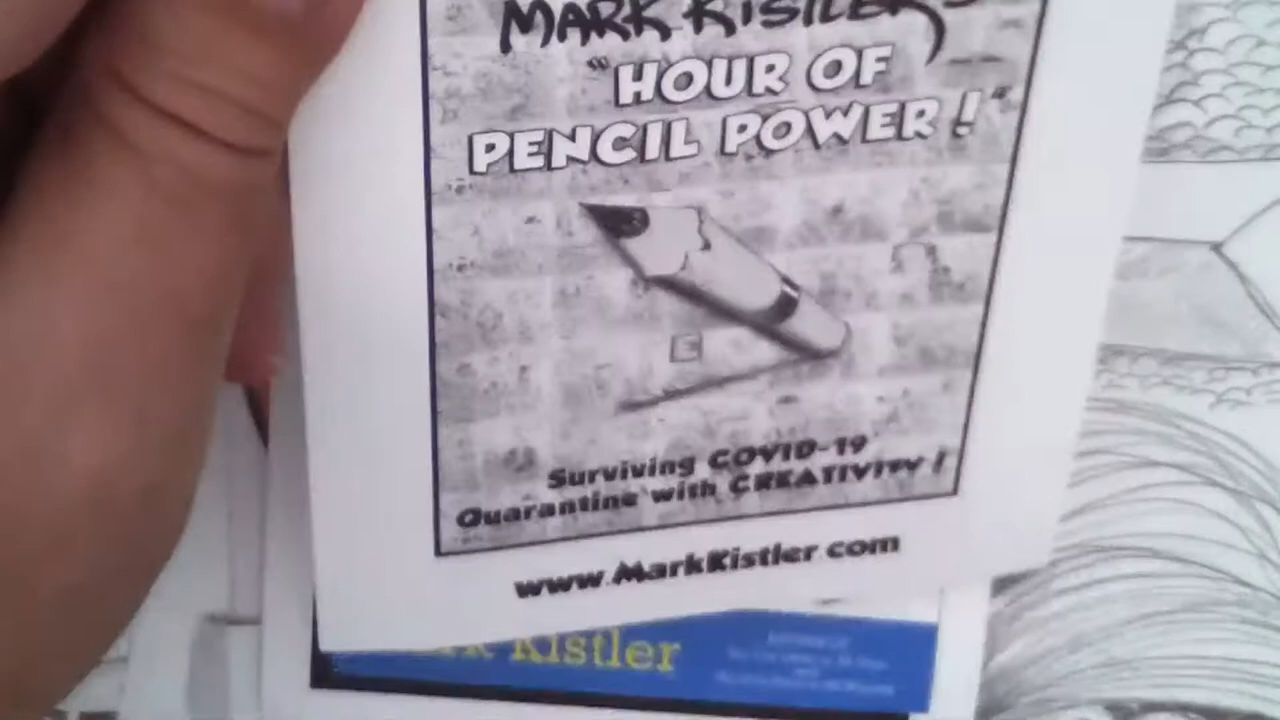 MARK KISTLER'S
"HOUR OF
PENCIL POWER!"
E
Surviving COVID-19
Quarantine with CREATIVITY!
www.MarkKistler.com
Kistler